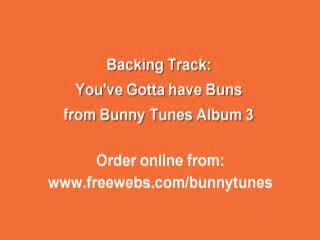 Backing Track:
You've Gotta have Buns
from Bunny Tunes Album 3
Order online from:
www.freewebs.com/bunnytunes